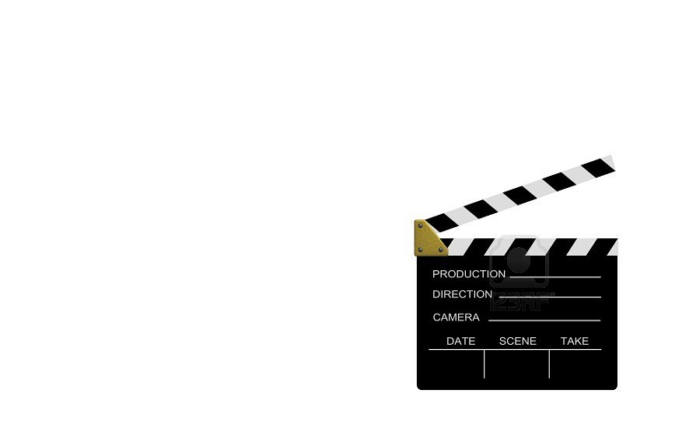 PRODUCTION
DIRECTION
CAMERA
DATE SCENE TAKE